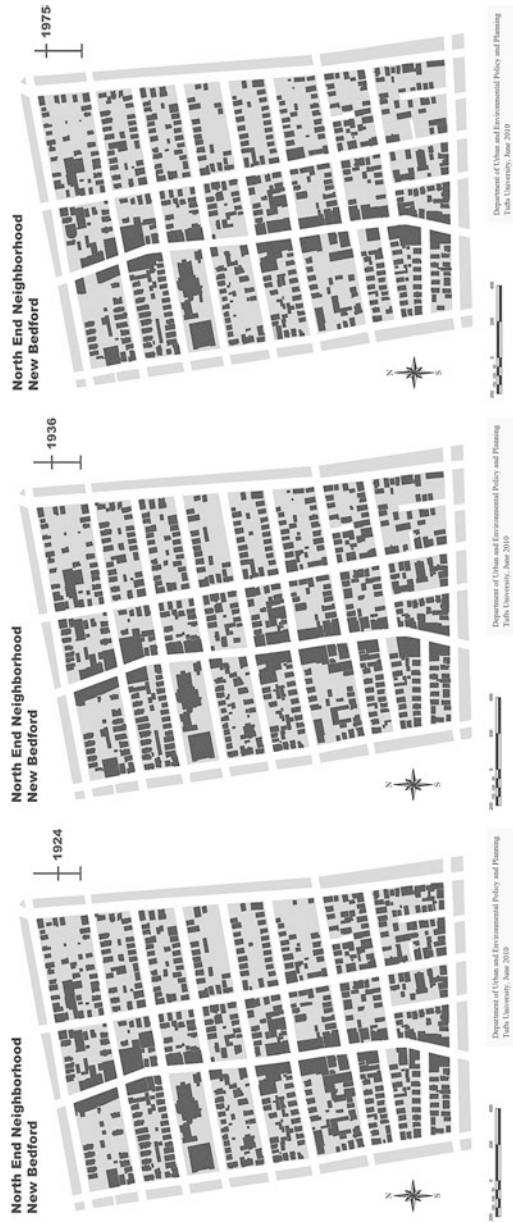 North End Neighborhood
New Bedford
1924
N
S
Department of Urban and Environmental Policy and Planning
Tufts University, June 2010
North End Neighborhood
New Bedford
1936
N
S
Department of Urban and Environmental Policy and Planning
Tufts University, June 2010
North End Neighborhood
New Bedford
1975
N
S
Department of Urban and Environmental Policy and Planning
Tufts University, June 2010